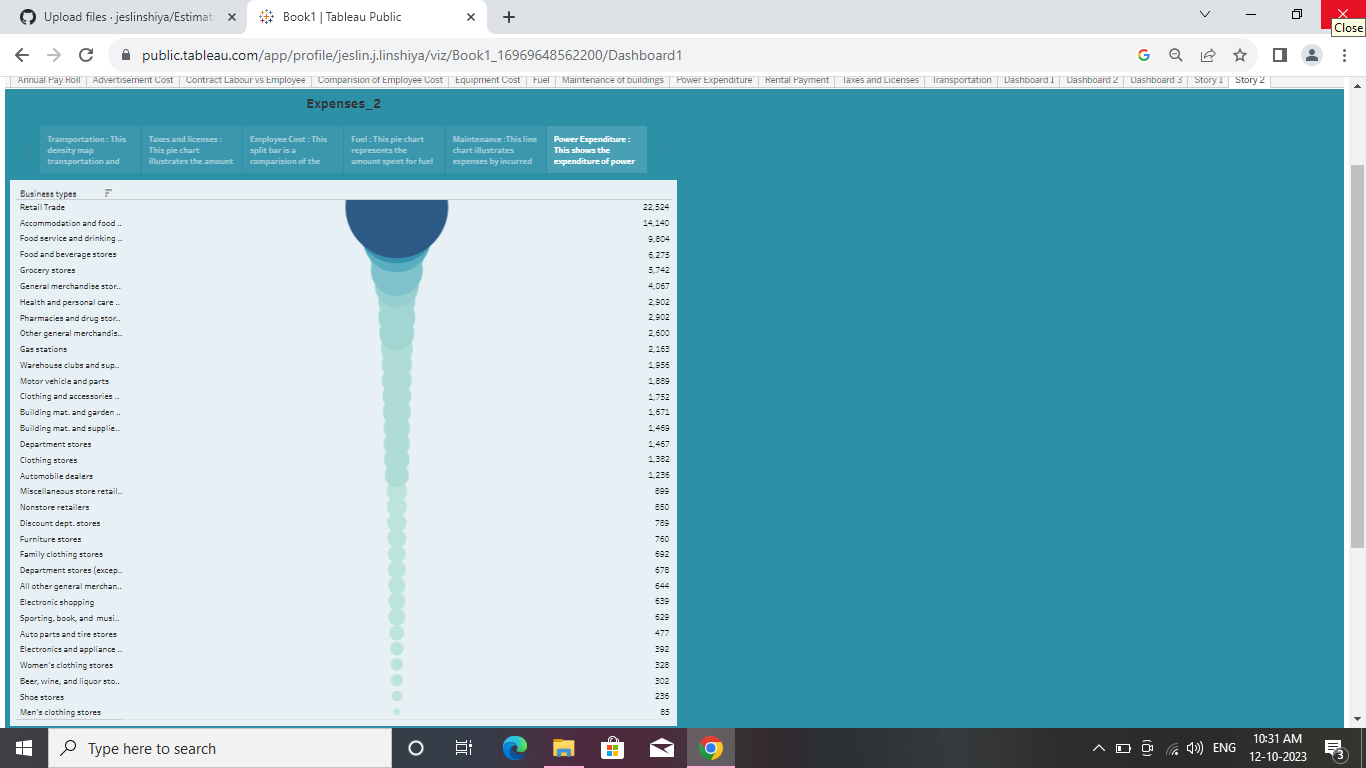 Upload files · jeslinshiya/Estimat
Book1 | Tableau Public
Close
public.tableau.com/app/profile/jeslin.j.linshiya/viz/Book1_16969648562200/Dashboard1
Annual Pay Roll Advertisement Cost Contract Labour vs Employee Comparision of Employee Cost Equipment Cost Fuel Maintenance of buildings Power Expenditure Rental Payment Taxes and Licenses Transportation Dashboard 1 Dashboard 2 Dashboard 3 Story 1 Story 2
Expenses_2
Transportation : This
density map
transportation and
Taxes and licenses :
This pie chart
illustrates the amount
Employee Cost : This
split bar is a
comparision of the
Fuel : This pie chart
represents the
amount spent for fuel
Maintenance :This line
chart illustrates
expenses by incurred
Power Expenditure :
This shows the
expenditure of power
Business types
Retail Trade 22,524
Accommodation and food .. 14,140
Food service and drinking .. 9,804
Food and beverage stores 6,275
Grocery stores 5,742
General merchandise stor.. 4,067
Health and personal care .. 2,902
Pharmacies and drug stor.. 2,902
Other general merchandis.. 2,600
Gas stations 2,163
Warehouse clubs and sup.. 1,956
Motor vehicle and parts 1,889
Clothing and accessories .. 1,752
Building mat. and garden .. 1,671
Building mat. and supplie.. 1,469
Department stores 1,467
Clothing stores 1,382
Automobile dealers 1,236
Miscellaneous store retail.. 899
Nonstore retailers 850
Discount dept. stores 789
Furniture stores 760
Family clothing stores 692
Department stores (excep.. 678
All other general merchan.. 644
Electronic shopping 639
Sporting, book, and musi.. 629
Auto parts and tire stores 477
Electronics and appliance .. 392
Women's clothing stores 328
Beer, wine, and liquor sto.. 302
Shoe stores 236
Men's clothing stores 85
Type here to search
ENG
10:31 AM
12-10-2023
3